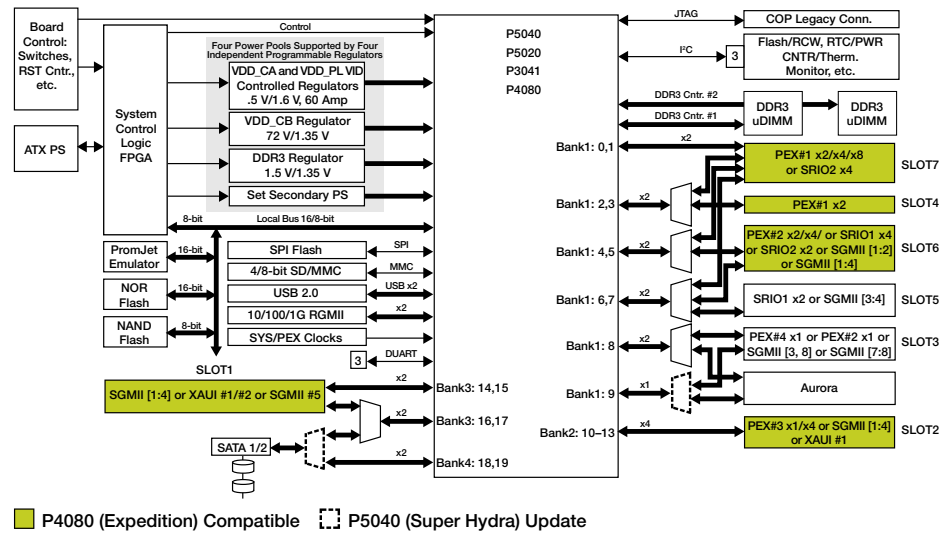 Board
Control:
Switches,
RST Cntr.,
etc.
ATX PS
System
Control
Logic
FPGA
Control
Four Power Pools Supported by Four
Independent Programmable Regulators
VDD_CA and VDD_PL VID
Controlled Regulators
.5 V/1.6 V, 60 Amp
VDD_CB Regulator
72 V/1.35 V
DDR3 Regulator
1.5 V/1.35 V
Set Secondary PS
8-bit
Local Bus 16/8-bit
PromJet
Emulator
16-bit
NOR
Flash
16-bit
NAND
Flash
8-bit
SPI Flash
SPI
4/8-bit SD/MMC
MMC
USB 2.0
USB x2
10/100/1G RGMII
x2
SYS/PEX Clocks
3
DUART
SLOT1
SGMII [1:4] or XAUI #1/#2 or SGMII #5
x2
x2
SATA 1/2
x2
P5040
P5020
P3041
P4080
Bank1: 0,1
Bank1: 2,3
Bank1: 4,5
Bank1: 6,7
Bank1: 8
Bank1: 9
Bank2: 10–13
Bank3: 14,15
Bank3: 16,17
Bank4: 18,19
JTAG
COP Legacy Conn.
I²C
3
Flash/RCW, RTC/PWR
CNTR/Therm.
Monitor, etc.
DDR3 Cntr. #2
DDR3 Cntr. #1
DDR3
uDIMM
DDR3
uDIMM
x2
PEX#1 x2/x4/x8
or SRIO2 x4
SLOT7
x2
PEX#1 x2
SLOT4
x2
PEX#2 x2/x4/ or SRIO1 x4
or SRIO2 x2 or SGMII [1:2]
or SGMII [1:4]
SLOT6
x2
SRIO1 x2 or SGMII [3:4]
SLOT5
x2
PEX#4 x1 or PEX#2 x1 or
SGMII [3, 8] or SGMII [7:8]
SLOT3
x1
Aurora
x4
PEX#3 x1/x4 or SGMII [1:4]
or XAUI #1
SLOT2
P4080 (Expedition) Compatible
P5040 (Super Hydra) Update